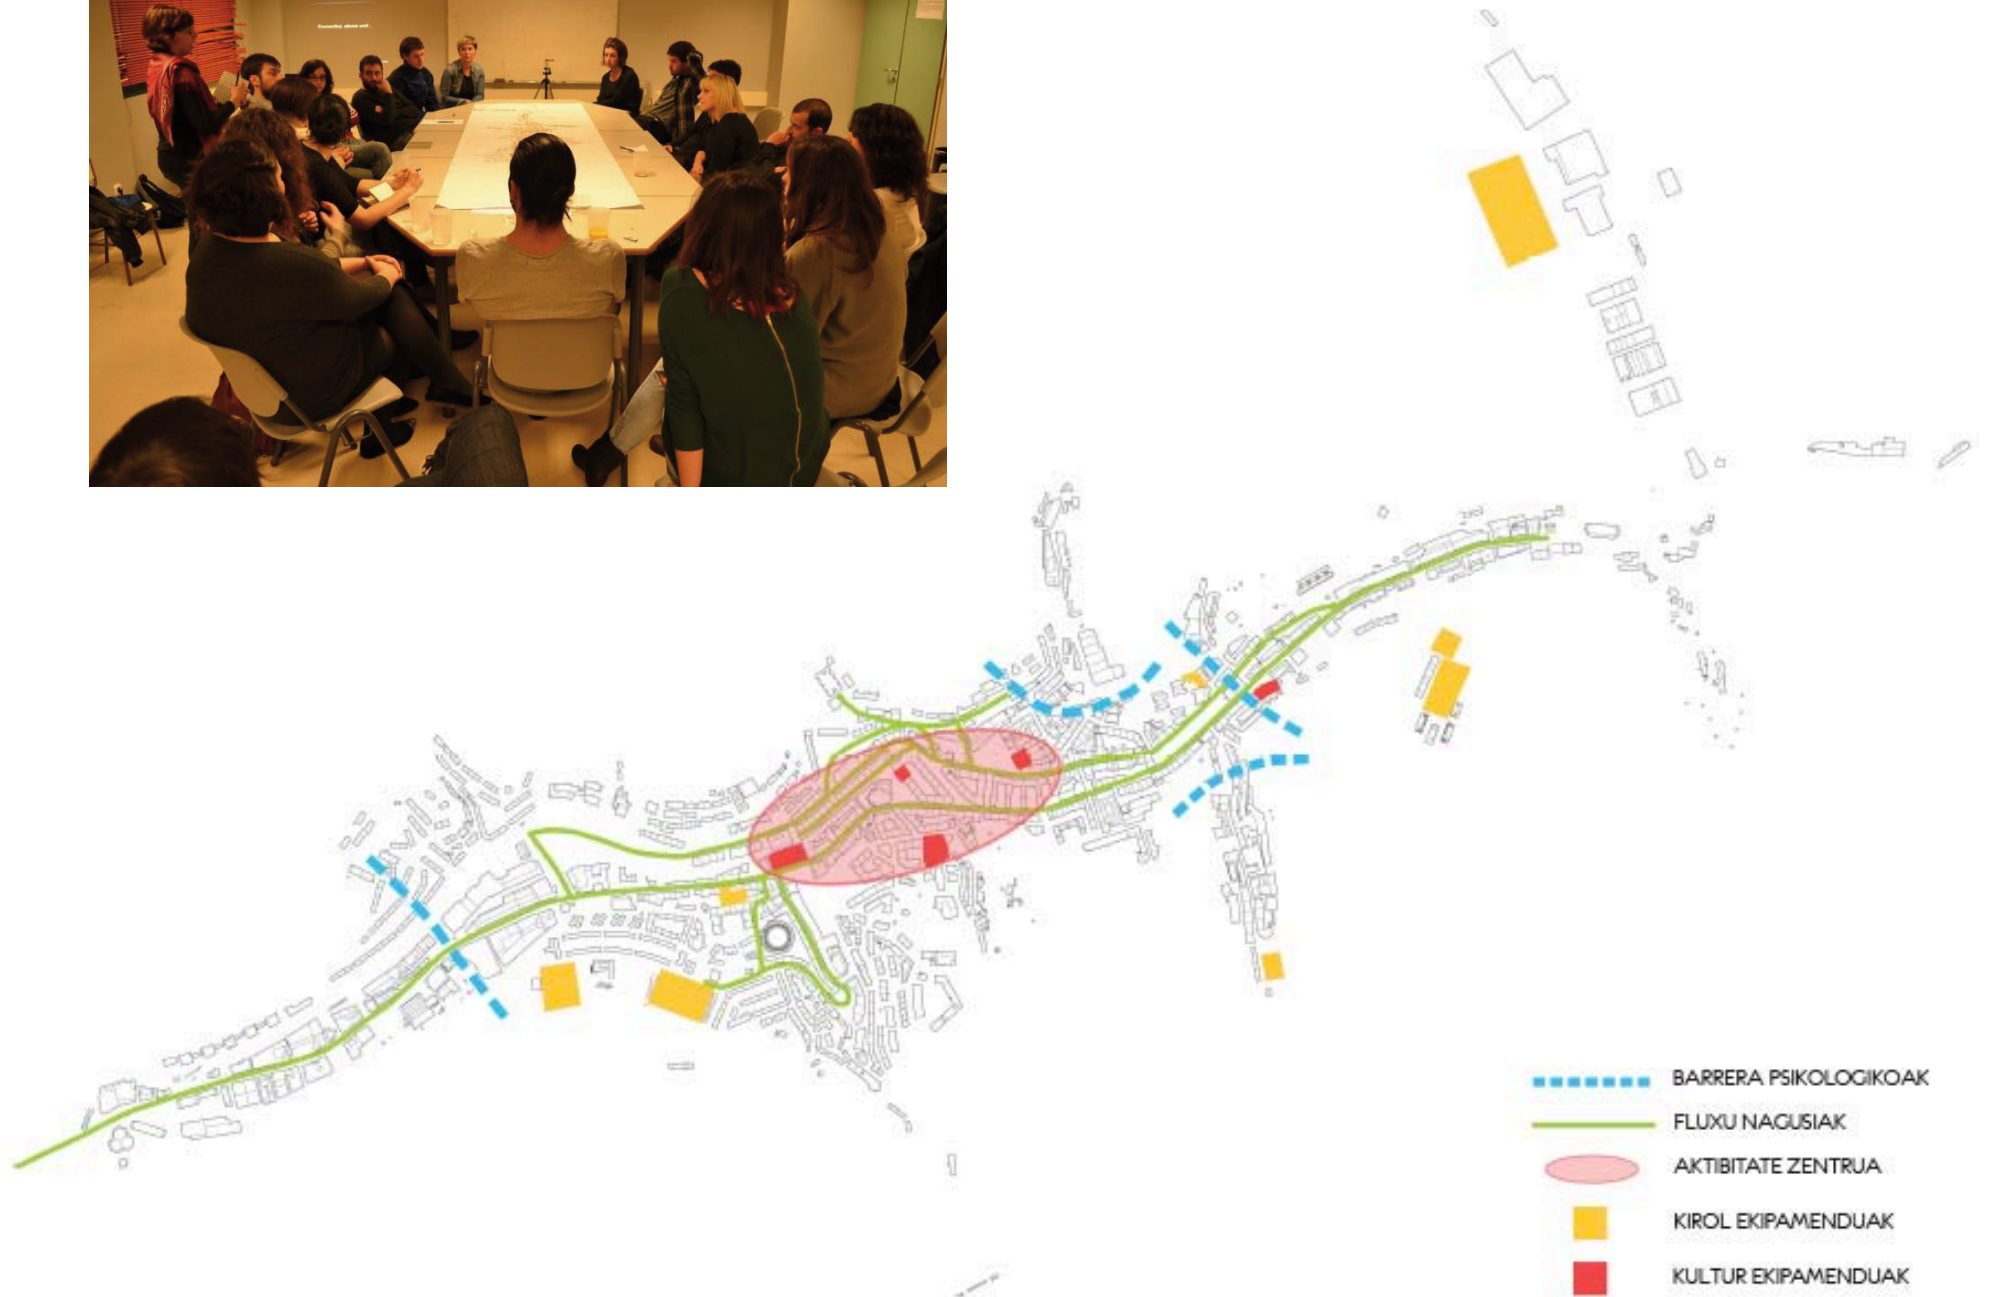 BARRERA PSIKOLOGIKOAK
FLUXU NAGUSIAK
AKTIBITATE ZENTRUA
KIROL EKIPAMENDUAK
KULTUR EKIPAMENDUAK